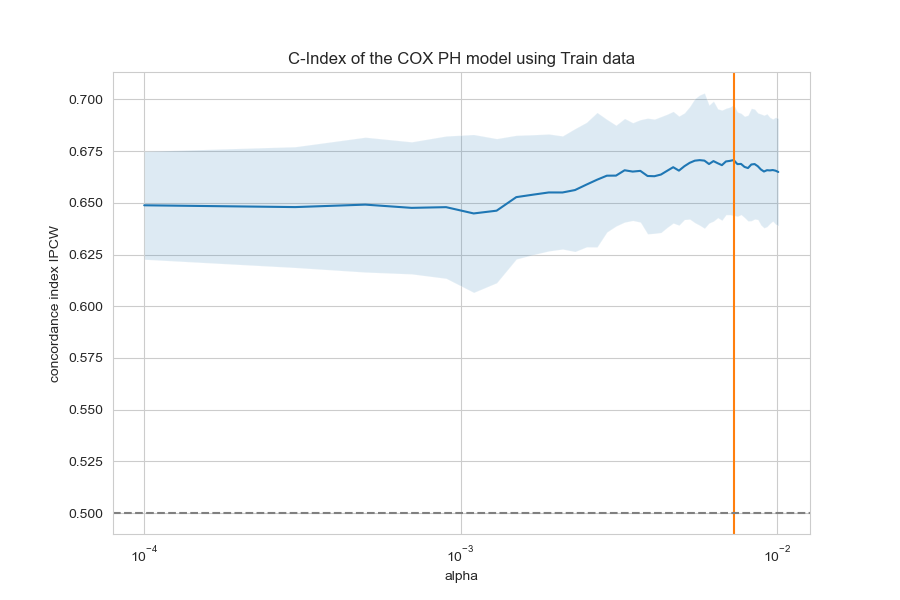 C-Index of the COX PH model using Train data
concordance index IPCW
0.700
0.675
0.650
0.625
0.600
0.575
0.550
0.525
0.500
10⁻⁴ 10⁻³ 10⁻²
alpha